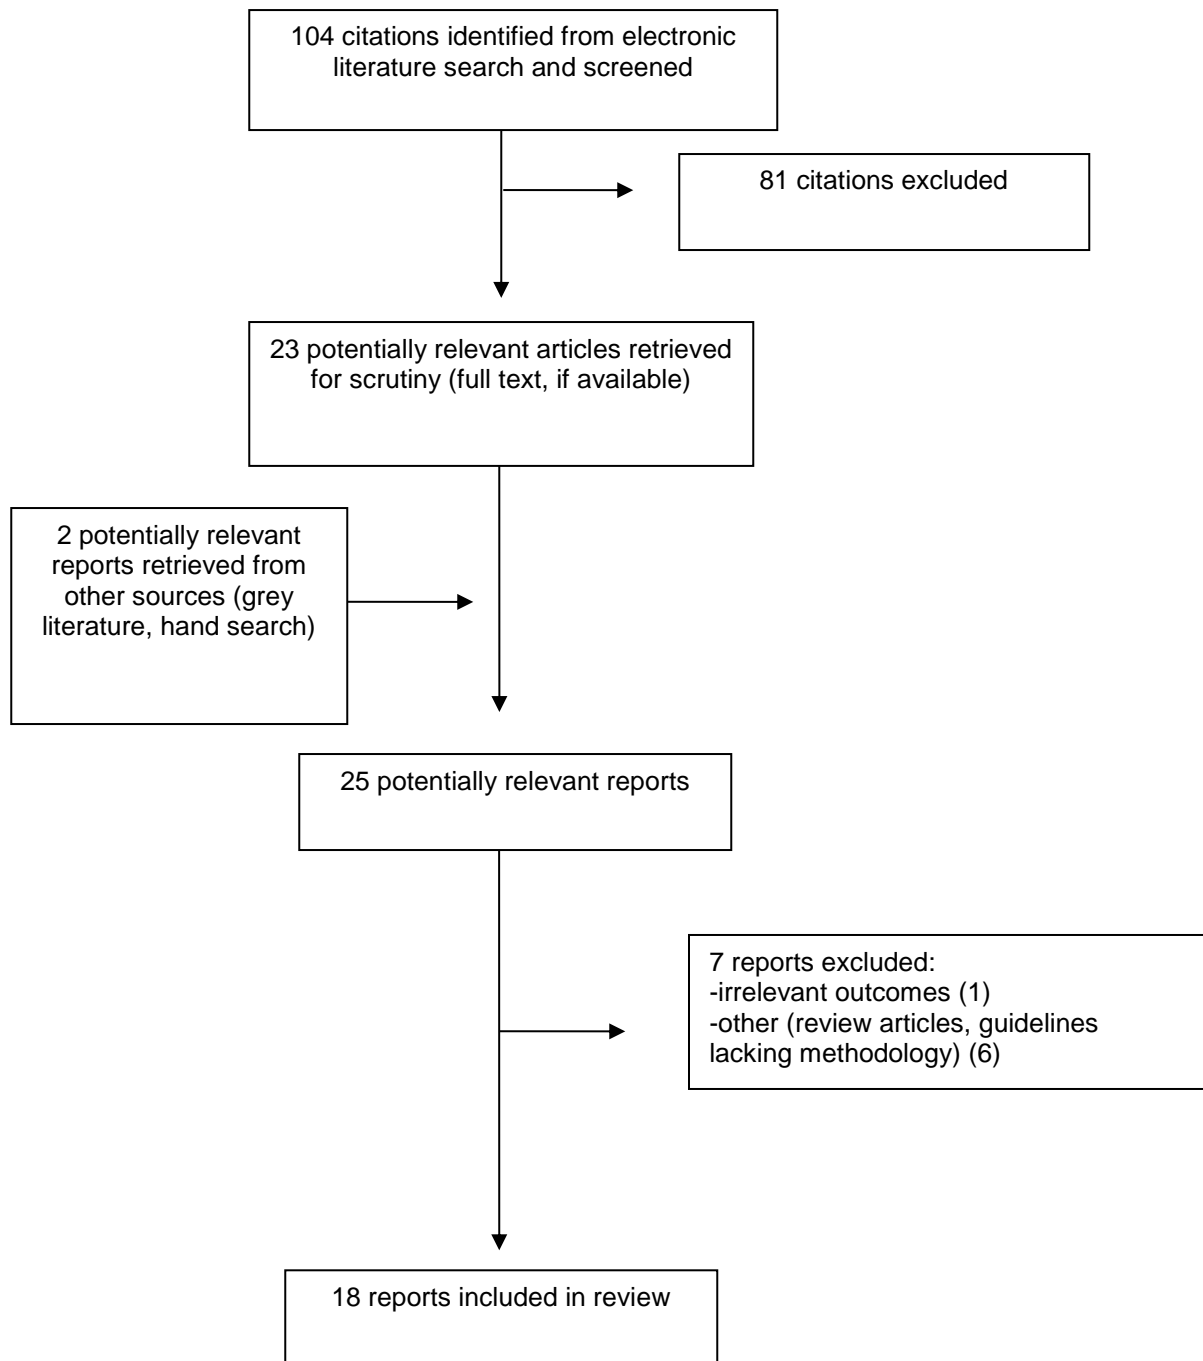 104 citations identified from electronic
literature search and screened
81 citations excluded
23 potentially relevant articles retrieved
for scrutiny (full text, if available)
2 potentially relevant
reports retrieved from
other sources (grey
literature, hand search)
25 potentially relevant reports
7 reports excluded:
-irrelevant outcomes (1)
-other (review articles, guidelines
lacking methodology) (6)
18 reports included in review